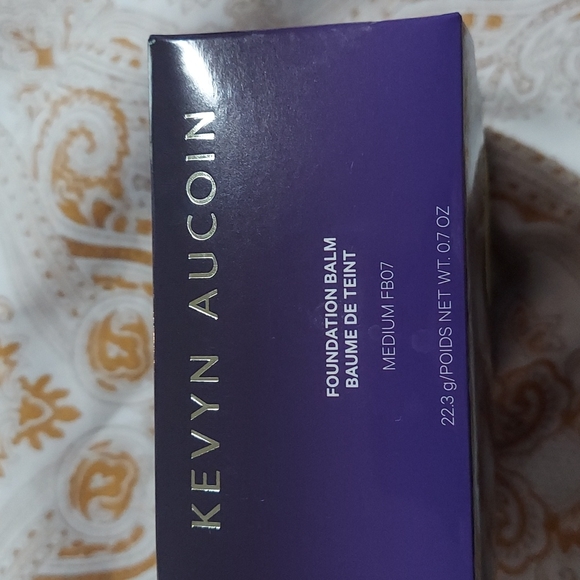 KEVYN AUCOIN
FOUNDATION BALM
BAUME DE TEINT
MEDIUM FB07
22.3 g/POIDS NET WT. 0.7 OZ